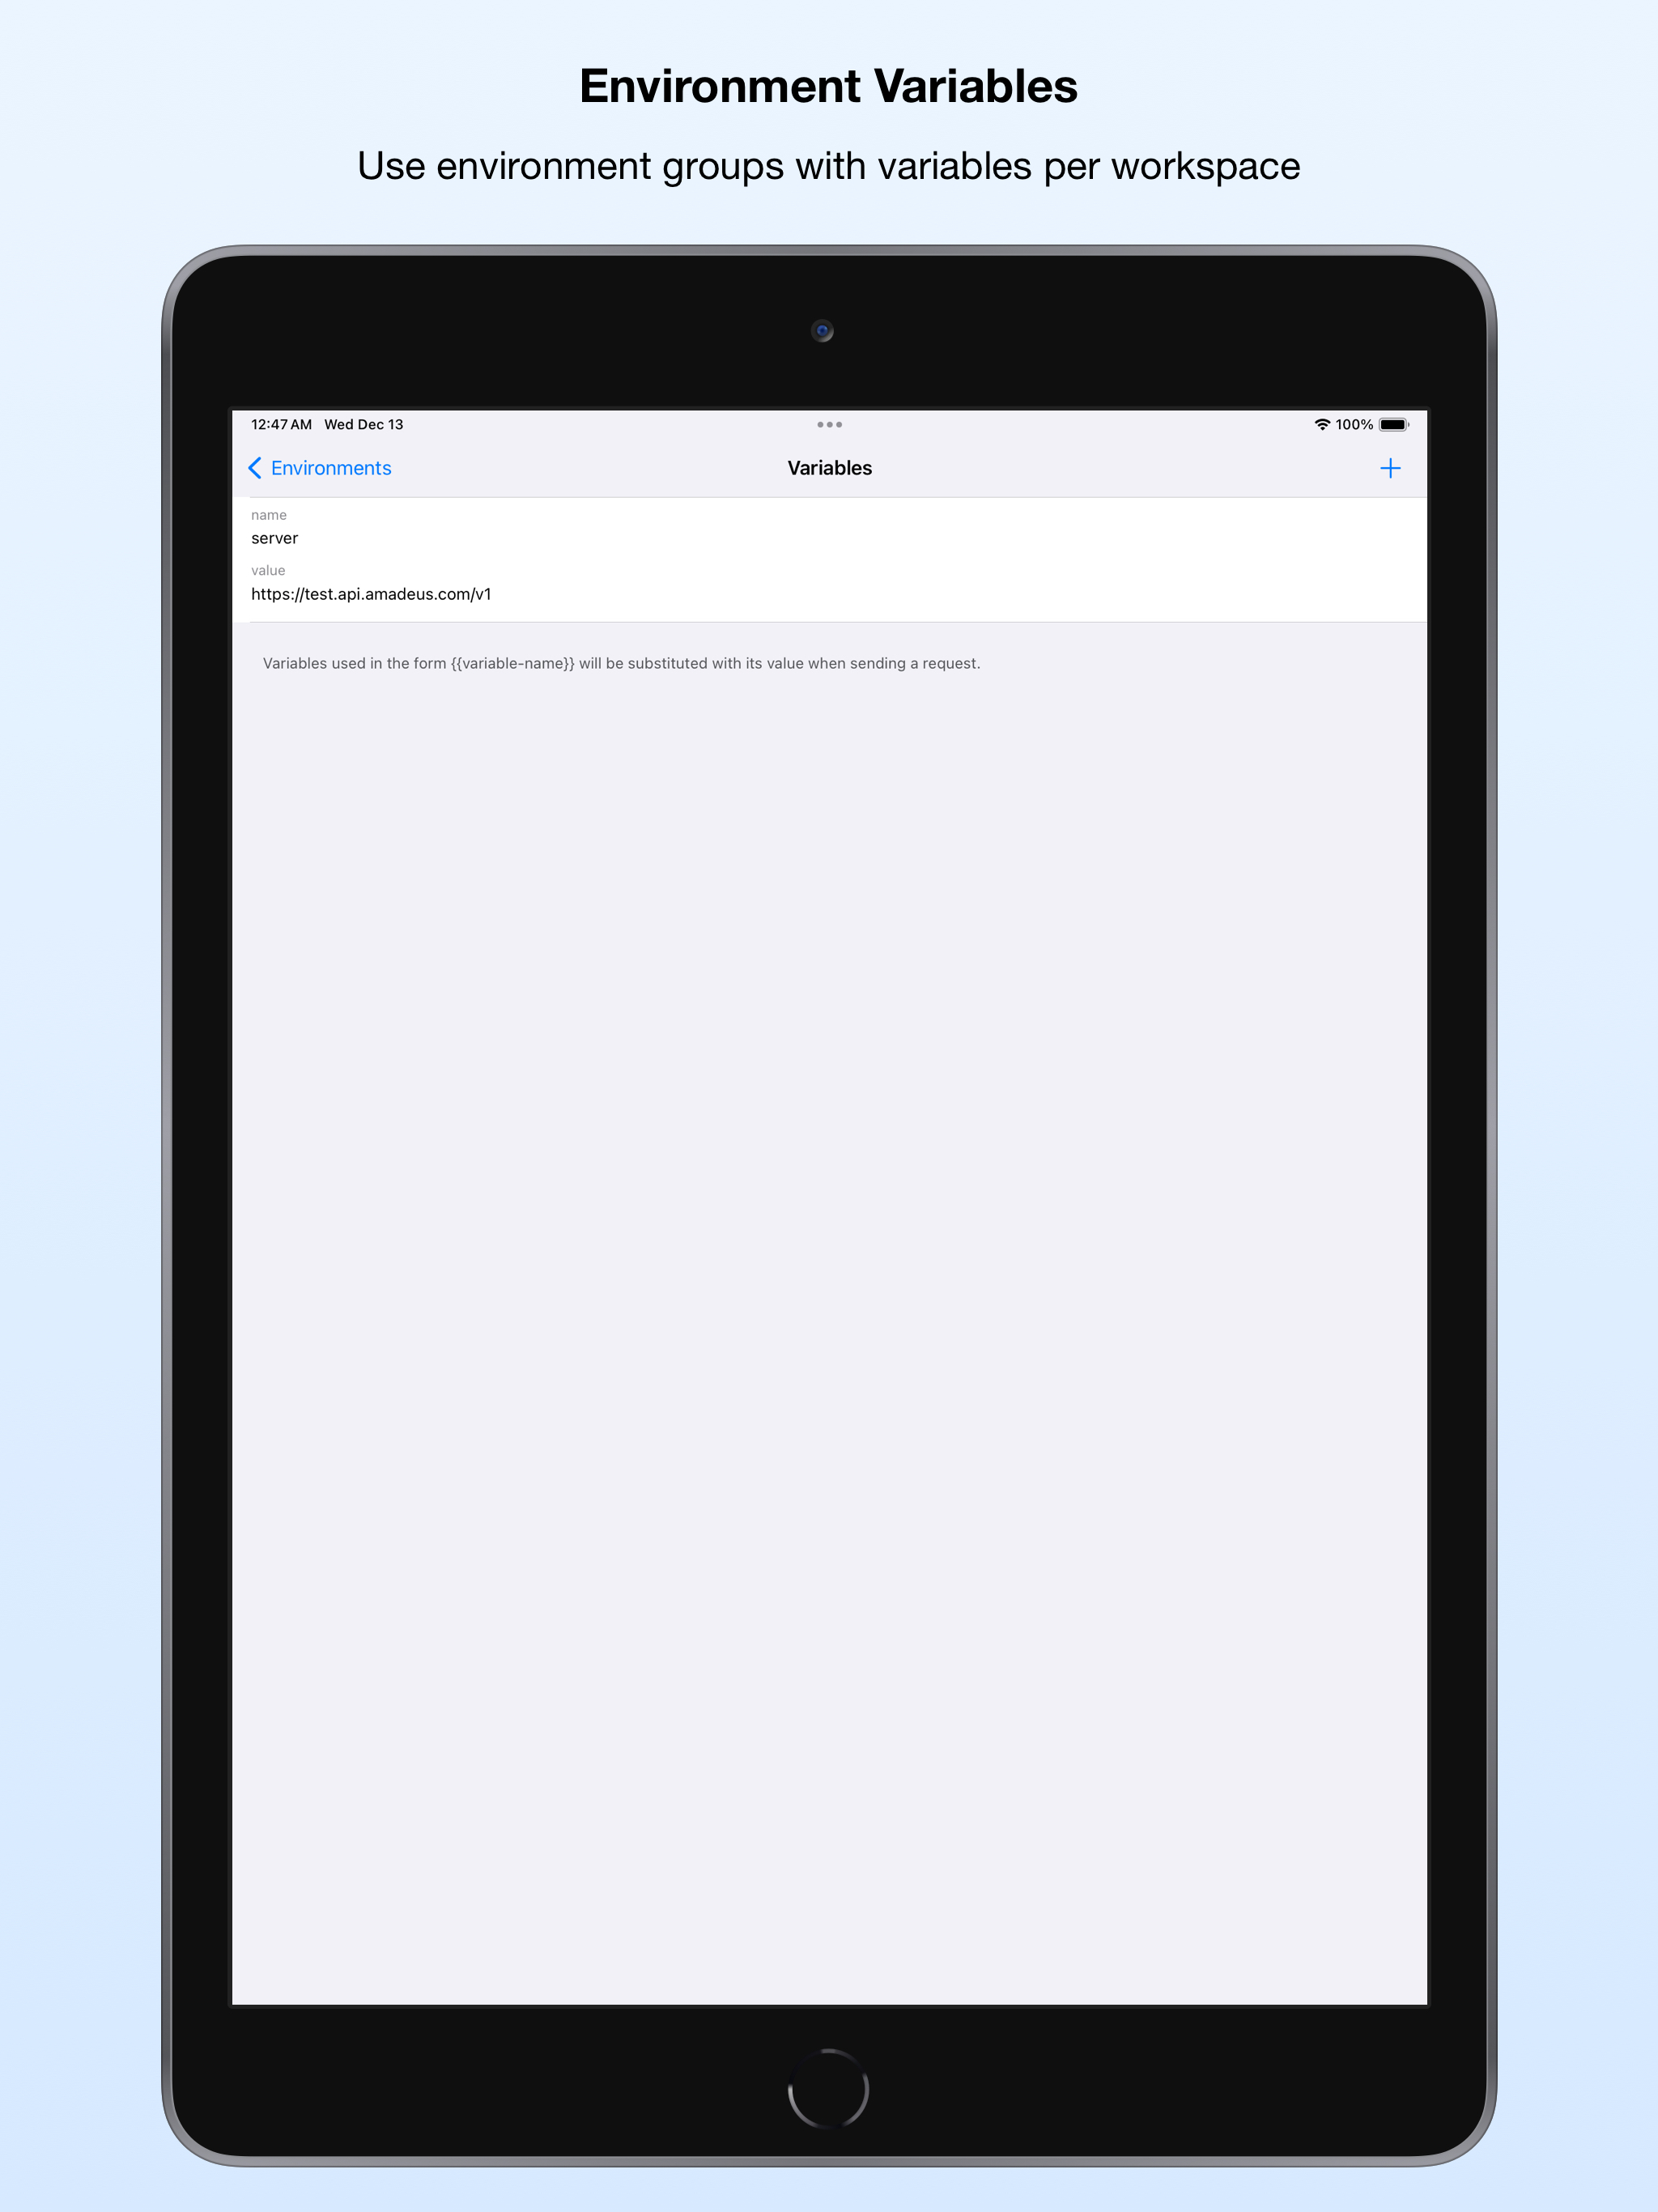 Environment Variables
Use environment groups with variables per workspace
12:47 AM Wed Dec 13
100%
Environments
Variables
name
server
value
https://test.api.amadeus.com/v1
Variables used in the form {{variable-name}} will be substituted with its value when sending a request.